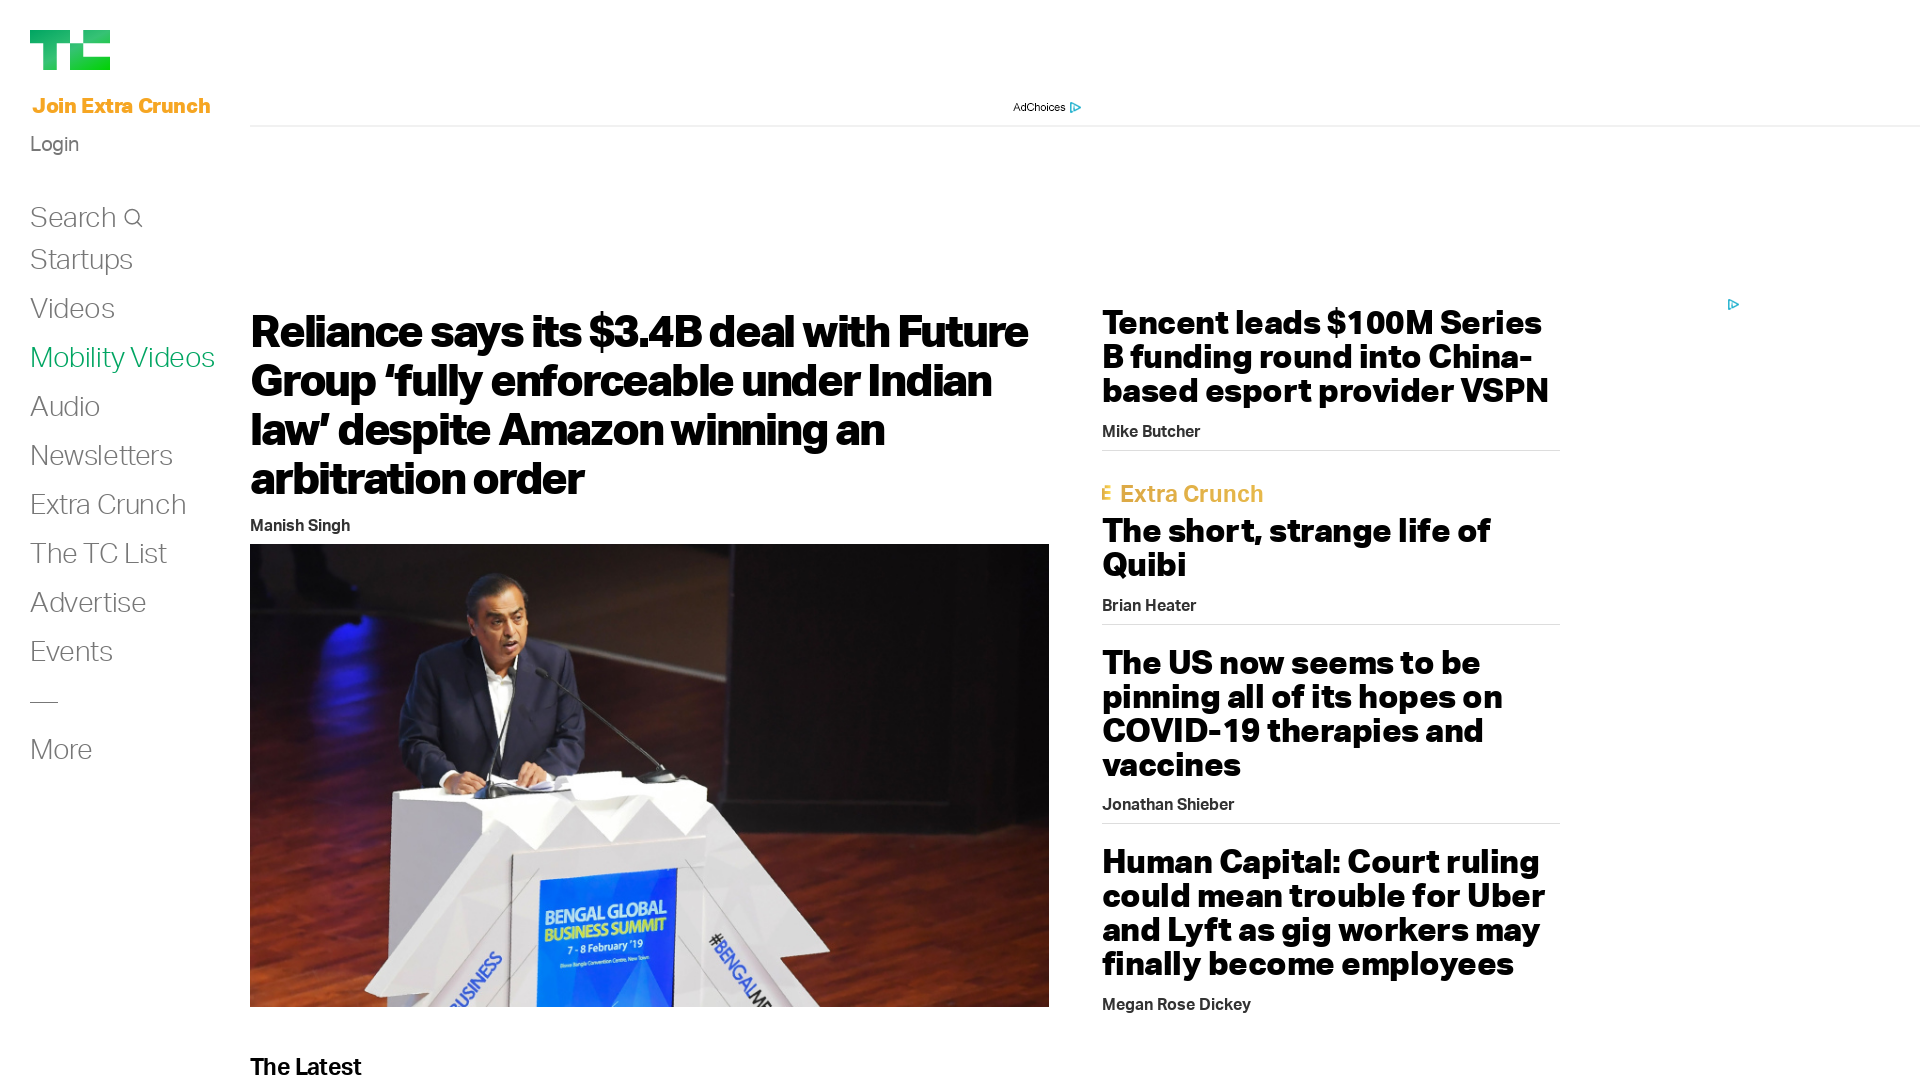 TC
Join Extra Crunch
Login
Search
Startups
Videos
Mobility Videos
Audio
Newsletters
Extra Crunch
The TC List
Advertise
Events
More
AdChoices
Reliance says its $3.4B deal with Future
Group ‘fully enforceable under Indian
law’ despite Amazon winning an
arbitration order
Manish Singh
BENGAL GLOBAL
BUSINESS SUMMIT
7 - 8 February '19
BUSINESS
The Latest
Tencent leads $100M Series
B funding round into China-
based esport provider VSPN
Mike Butcher
Extra Crunch
The short, strange life of
Quibi
Brian Heater
The US now seems to be
pinning all of its hopes on
COVID-19 therapies and
vaccines
Jonathan Shieber
Human Capital: Court ruling
could mean trouble for Uber
and Lyft as gig workers may
finally become employees
Megan Rose Dickey